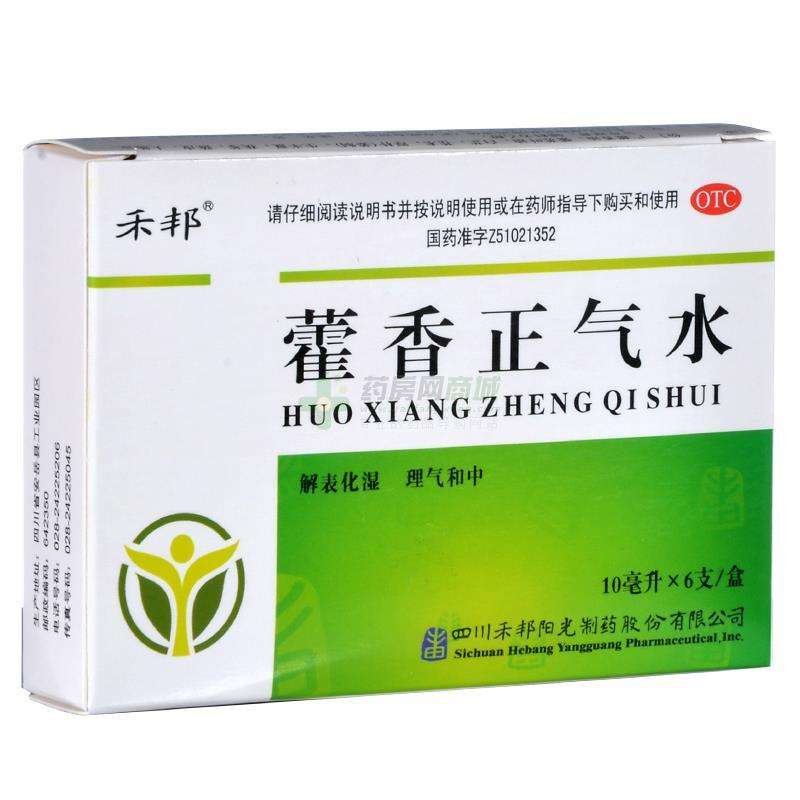 禾邦®
请仔细阅读说明书并按说明使用或在药师指导下购买和使用
OTC
国药准字Z51021352
藿香正气水
药房网商城
HUO XIANG ZHENG QI SHUI
解表化湿 理气和中
10毫升×6支/盒
四川禾邦阳光制药股份有限公司
Sichuan Hebang Yangguang Pharmaceutical,Inc.
生产地址：四川省安岳县工业园区
邮政编码：642350
电话号码：028-24225206
传真号码：028-24225045